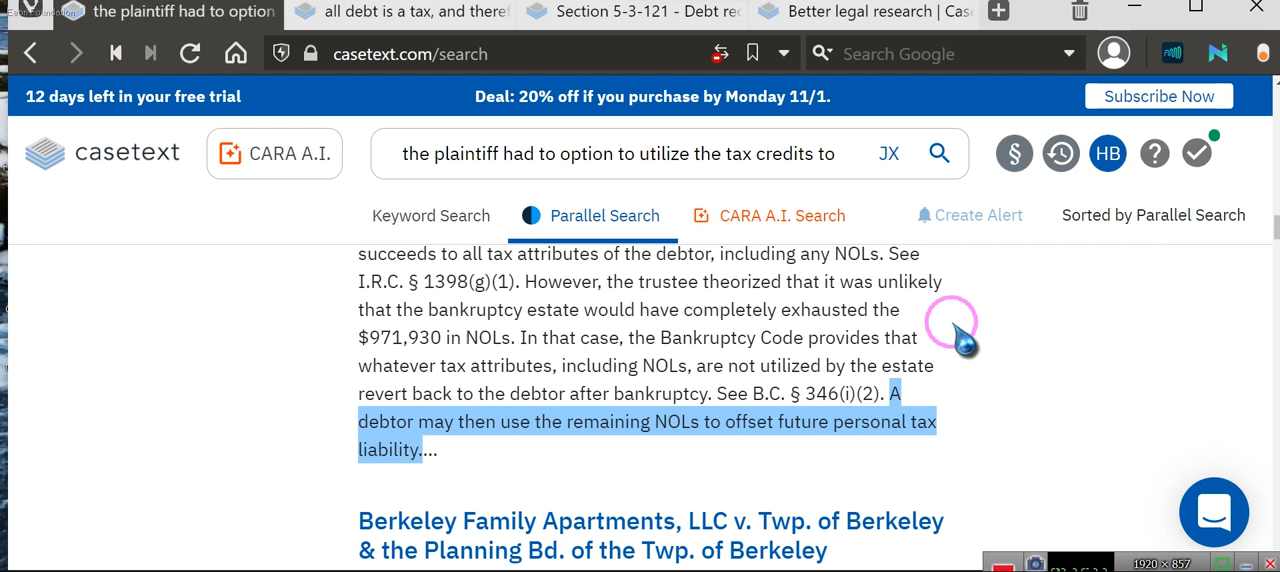 Eeon Foundation
the plaintiff had to option
all debt is a tax, and theref
Section 5-3-121 - Debt rec
Better legal research | Cas
casetext.com/search
Search Google
12 days left in your free trial
Deal: 20% off if you purchase by Monday 11/1.
Subscribe Now
casetext
CARA A.I.
the plaintiff had to option to utilize the tax credits to
JX
§
HB
?
Keyword Search
Parallel Search
CARA A.I. Search
Create Alert
Sorted by Parallel Search
succeeds to all tax attributes of the debtor, including any NOLs. See
I.R.C. § 1398(g)(1). However, the trustee theorized that it was unlikely
that the bankruptcy estate would have completely exhausted the
$971,930 in NOLs. In that case, the Bankruptcy Code provides that
whatever tax attributes, including NOLs, are not utilized by the estate
revert back to the debtor after bankruptcy. See B.C. § 346(i)(2). A
debtor may then use the remaining NOLs to offset future personal tax
liability....
Berkeley Family Apartments, LLC v. Twp. of Berkeley
& the Planning Bd. of the Twp. of Berkeley
1920 × 857